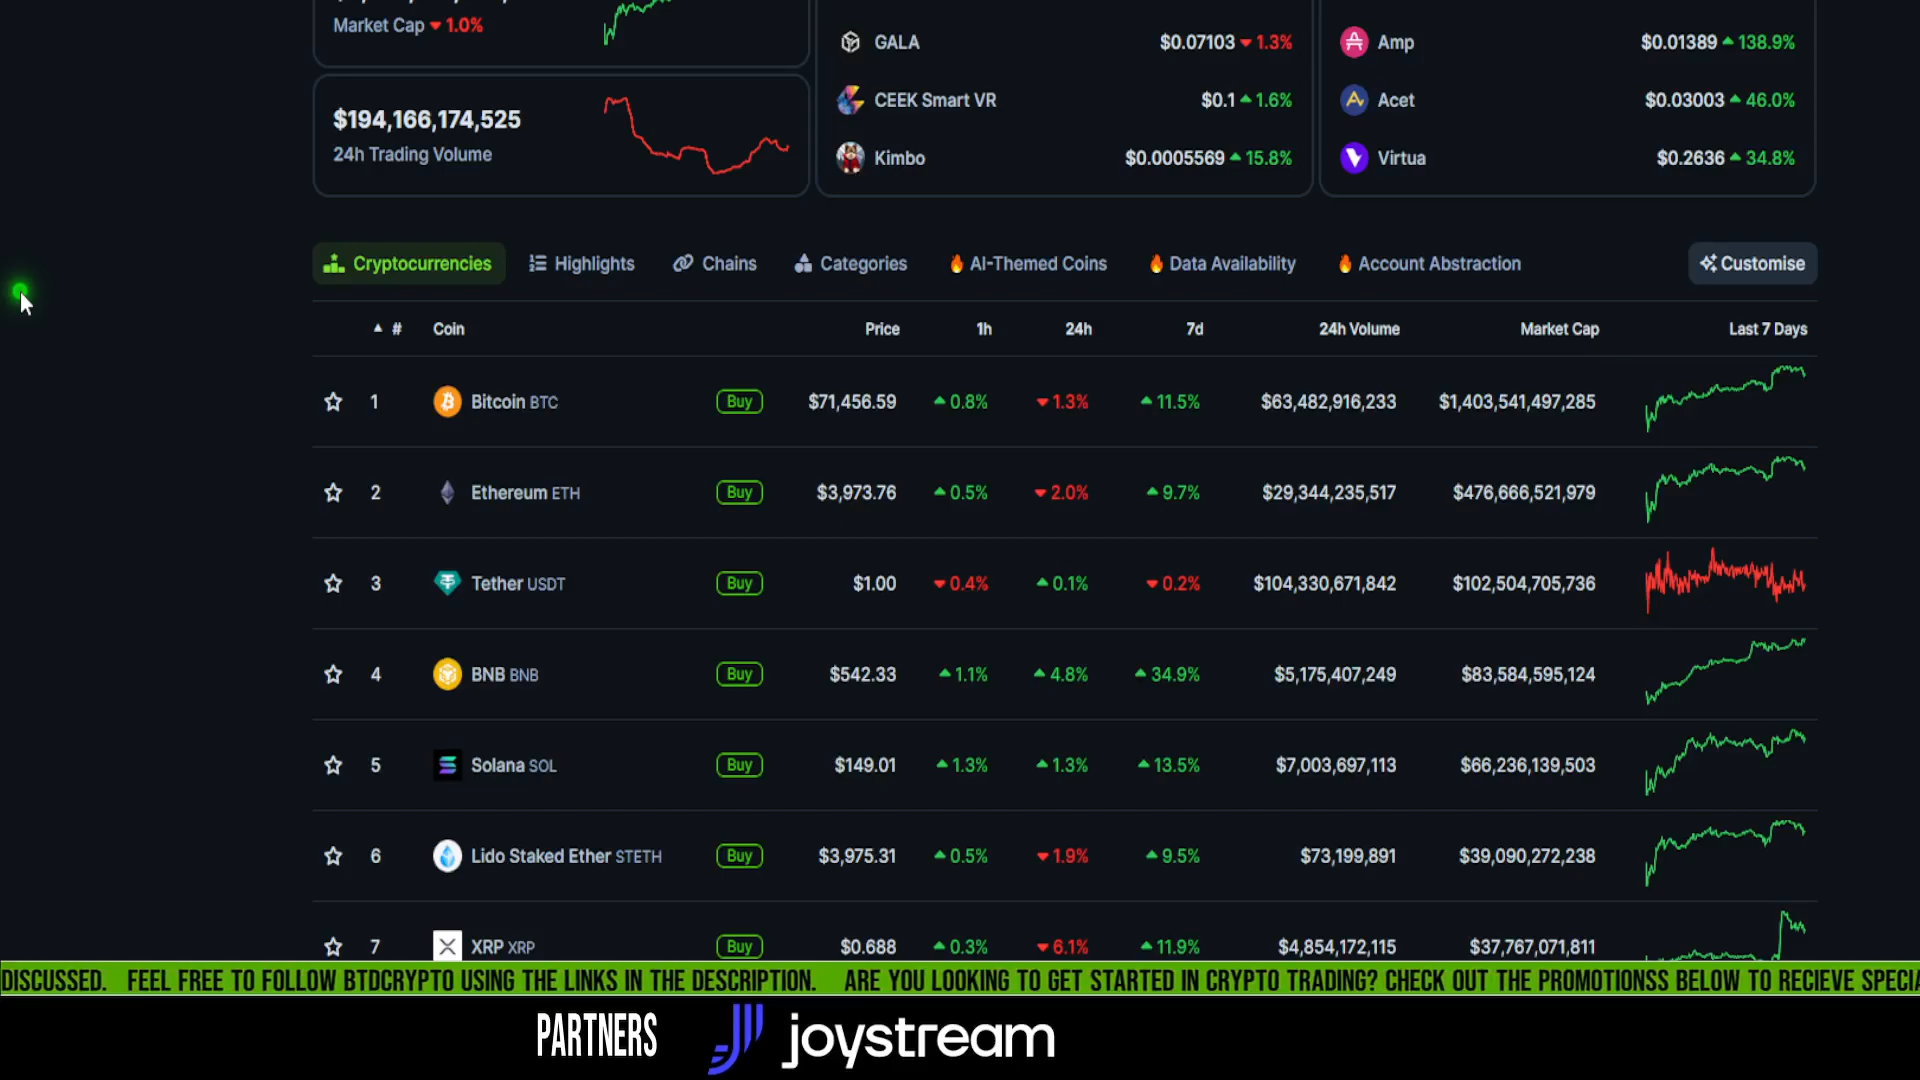 Market Cap 1.0%
$194,166,174,525
24h Trading Volume
GALA $0.07103 1.3%
CEEK Smart VR $0.1 1.6%
Kimbo $0.0005569 15.8%
Amp $0.01389 138.9%
Acet $0.03003 46.0%
Virtua $0.2636 34.8%
Cryptocurrencies Highlights Chains Categories AI-Themed Coins Data Availability Account Abstraction Customise
# Coin Price 1h 24h 7d 24h Volume Market Cap Last 7 Days
1 Bitcoin BTC Buy $71,456.59 0.8% 1.3% 11.5% $63,482,916,233 $1,403,541,497,285
2 Ethereum ETH Buy $3,973.76 0.5% 2.0% 9.7% $29,344,235,517 $476,666,521,979
3 Tether USDT Buy $1.00 0.4% 0.1% 0.2% $104,330,671,842 $102,504,705,736
4 BNB BNB Buy $542.33 1.1% 4.8% 34.9% $5,175,407,249 $83,584,595,124
5 Solana SOL Buy $149.01 1.3% 1.3% 13.5% $7,003,697,113 $66,236,139,503
6 Lido Staked Ether STETH Buy $3,975.31 0.5% 1.9% 9.5% $73,199,891 $39,090,272,238
7 XRP XRP Buy $0.688 0.3% 6.1% 11.9% $4,854,172,115 $37,767,071,811
DISCUSSED. FEEL FREE TO FOLLOW BTDCRYPTO USING THE LINKS IN THE DESCRIPTION. ARE YOU LOOKING TO GET STARTED IN CRYPTO TRADING? CHECK OUT THE PROMOTIONSS BELOW TO RECIEVE SPECIA
PARTNERS joystream